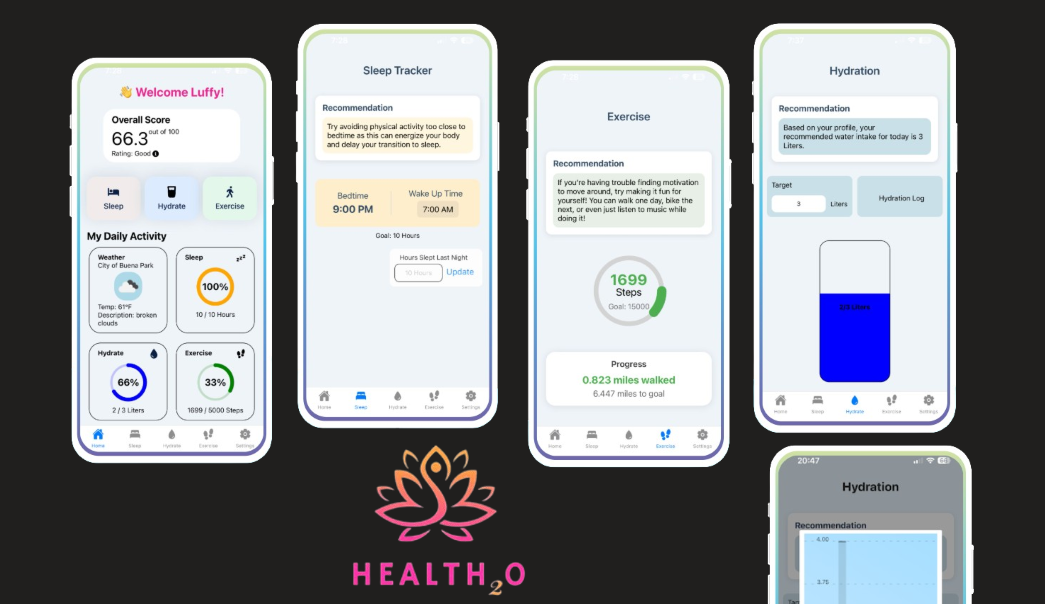 Welcome Luffy!
Overall Score
66.3 out of 100
Rating: Good
Sleep
Hydrate
Exercise
My Daily Activity
Weather
City of Buena Park
Temp: 61°F
Description: broken
clouds
Sleep
zzz
100%
10 / 10 Hours
Hydrate
66%
2 / 3 Liters
Exercise
33%
1699 / 5000 Steps
Home Sleep Hydrate Exercise Settings
Sleep Tracker
Recommendation
Try avoiding physical activity too close to
bedtime as this can energize your body
and delay your transition to sleep.
Bedtime
9:00 PM
Wake Up Time
7:00 AM
Goal: 10 Hours
Hours Slept Last Night
10 Hours
Update
Home Sleep Hydrate Exercise Settings
Exercise
Recommendation
If you're having trouble finding motivation
to move around, try making it fun for
yourself! You can walk one day, bike the
next, or even just listen to music while
doing it!
1699
Steps
Goal: 15000
Progress
0.823 miles walked
6.447 miles to goal
Home Sleep Hydrate Exercise Settings
Hydration
Recommendation
Based on your profile, your
recommended water intake for today is 3
Liters.
Target
3 Liters
Hydration Log
Home Sleep Hydrate Exercise Settings
20:47
Hydration
Recommendation
4.00
3.75
HEALTH2O